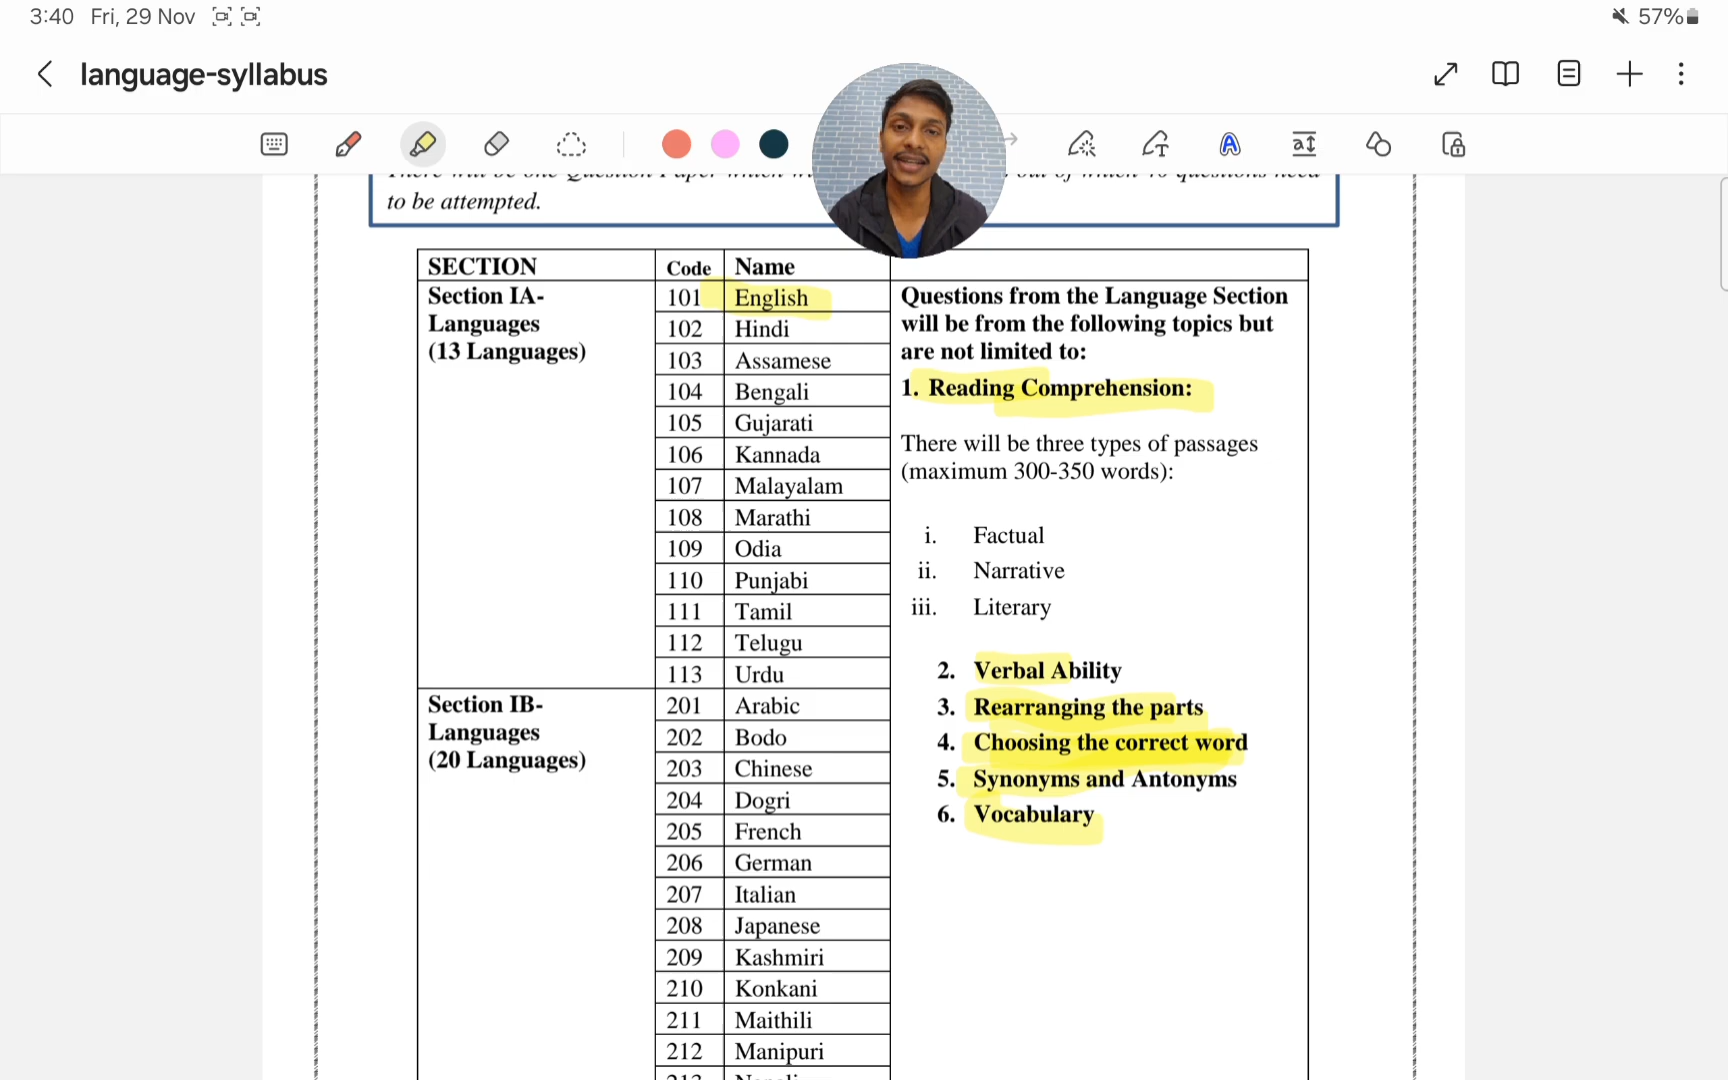 3:40 Fri, 29 Nov
57%
language-syllabus
to be attempted.
SECTION Code Name
Section IA-
Languages
(13 Languages)
101 English
102 Hindi
103 Assamese
104 Bengali
105 Gujarati
106 Kannada
107 Malayalam
108 Marathi
109 Odia
110 Punjabi
111 Tamil
112 Telugu
113 Urdu
Section IB-
Languages
(20 Languages)
201 Arabic
202 Bodo
203 Chinese
204 Dogri
205 French
206 German
207 Italian
208 Japanese
209 Kashmiri
210 Konkani
211 Maithili
212 Manipuri
Questions from the Language Section
will be from the following topics but
are not limited to:
1. Reading Comprehension:
There will be three types of passages
(maximum 300-350 words):
i. Factual
ii. Narrative
iii. Literary
2. Verbal Ability
3. Rearranging the parts
4. Choosing the correct word
5. Synonyms and Antonyms
6. Vocabulary